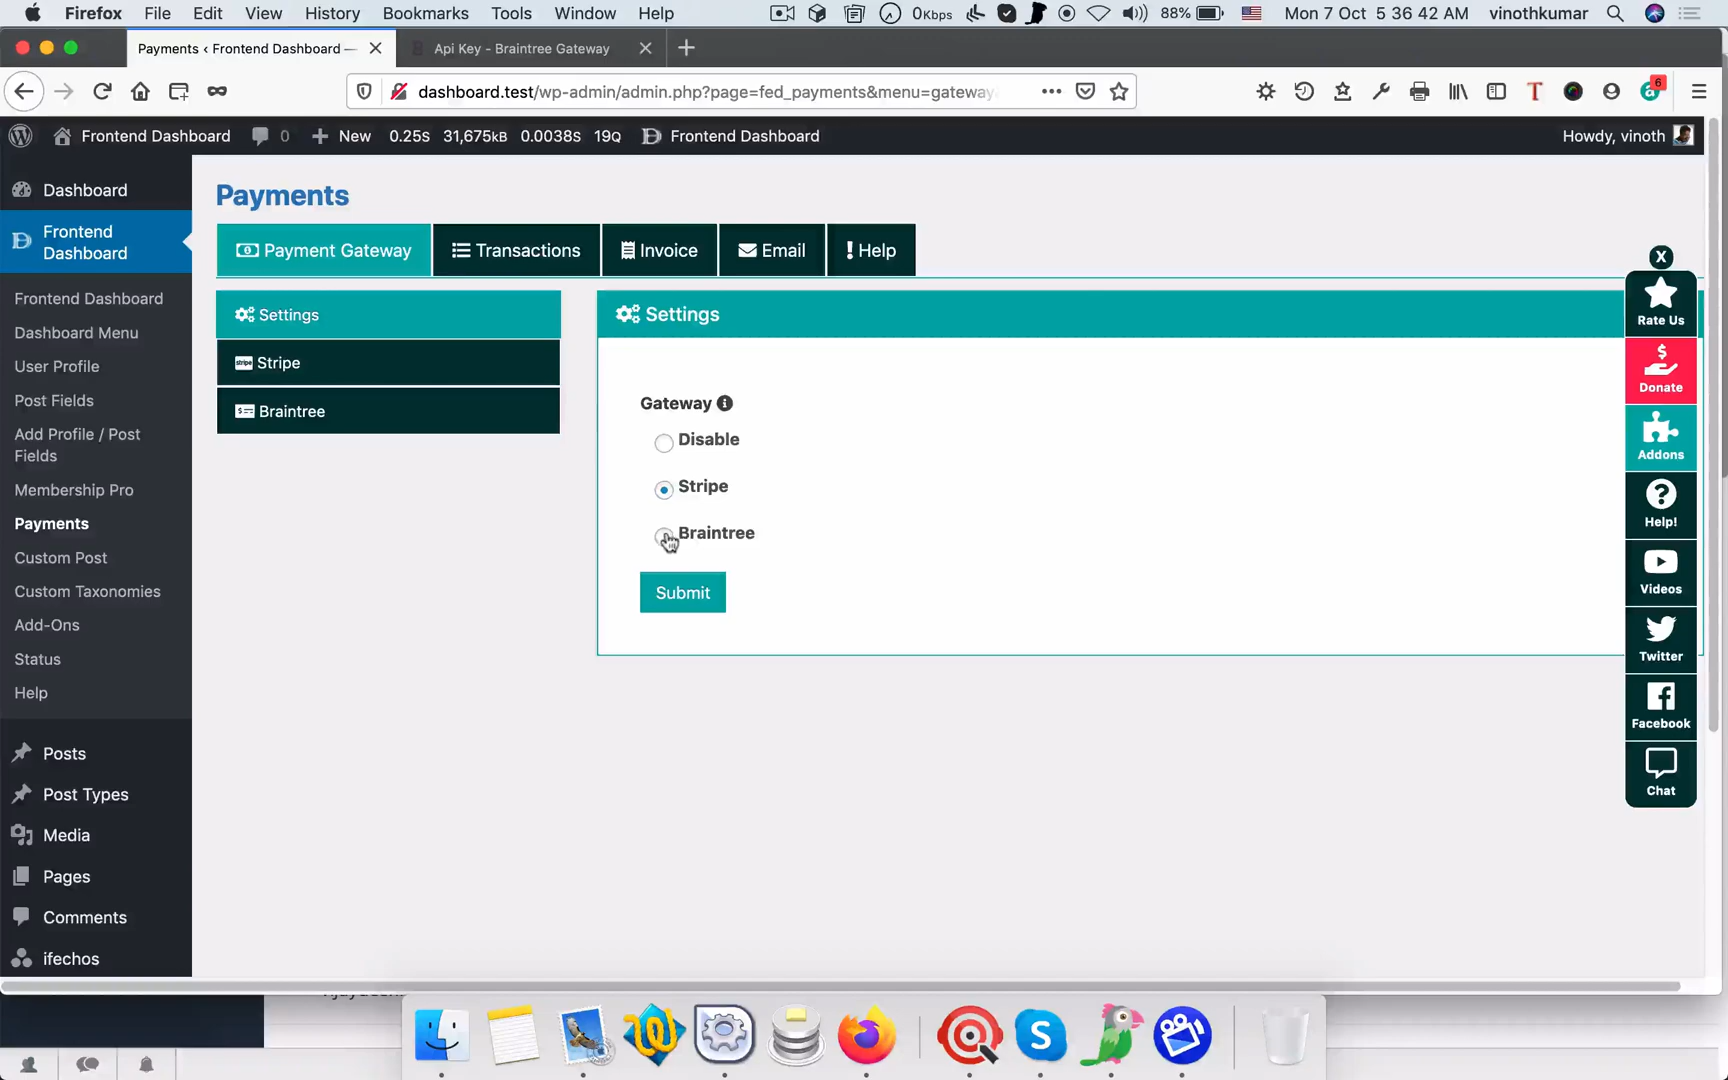 Firefox File Edit View History Bookmarks Tools Window Help 0Kbps 88% Mon 7 Oct 5 36 42 AM vinothkumar
Payments ‹ Frontend Dashboard — Api Key - Braintree Gateway
dashboard.test/wp-admin/admin.php?page=fed_payments&menu=gateway 6
Frontend Dashboard 0 New 0.25S 31,675kB 0.0038S 19Q Frontend Dashboard Howdy, vinoth
Dashboard
Frontend
Dashboard
Frontend Dashboard
Dashboard Menu
User Profile
Post Fields
Add Profile / Post
Fields
Membership Pro
Payments
Custom Post
Custom Taxonomies
Add-Ons
Status
Help
Posts
Post Types
Media
Pages
Comments
ifechos
Payments
Payment Gateway Transactions Invoice Email Help
Settings
Stripe
Braintree
Settings
Gateway
Disable
Stripe
Braintree
Submit
X
Rate Us
Donate
Addons
Help!
Videos
Twitter
Facebook
Chat